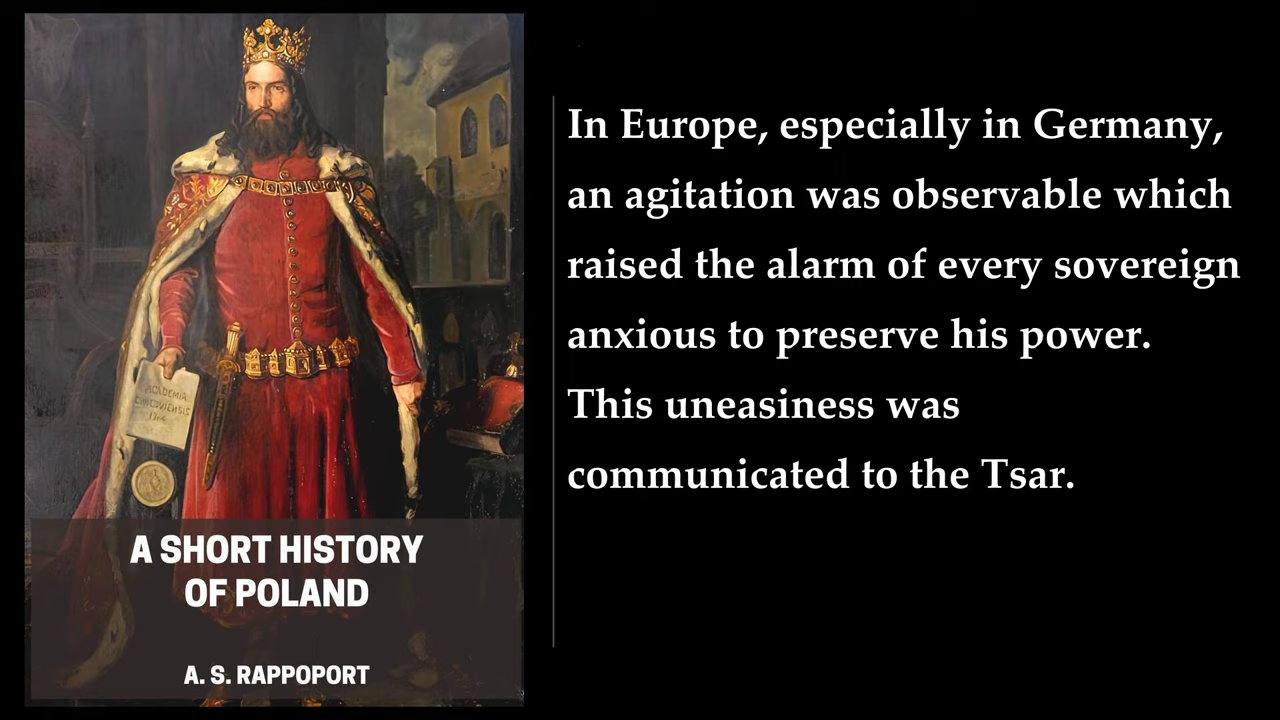 ACADEMIA
A SHORT HISTORY
OF POLAND
A. S. RAPPOPORT
In Europe, especially in Germany,
an agitation was observable which
raised the alarm of every sovereign
anxious to preserve his power.
This uneasiness was
communicated to the Tsar.